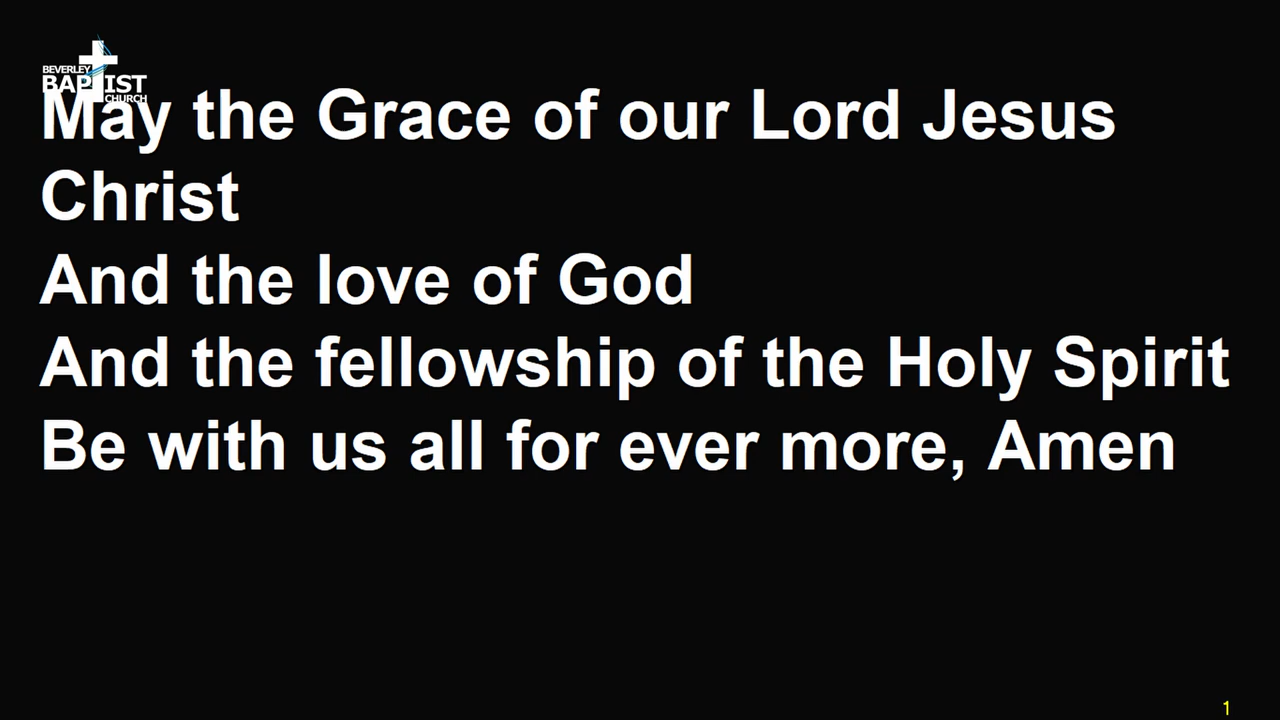 BEVERLEY
BAPTIST
CHURCH
May the Grace of our Lord Jesus
Christ
And the love of God
And the fellowship of the Holy Spirit
Be with us all for ever more, Amen
1